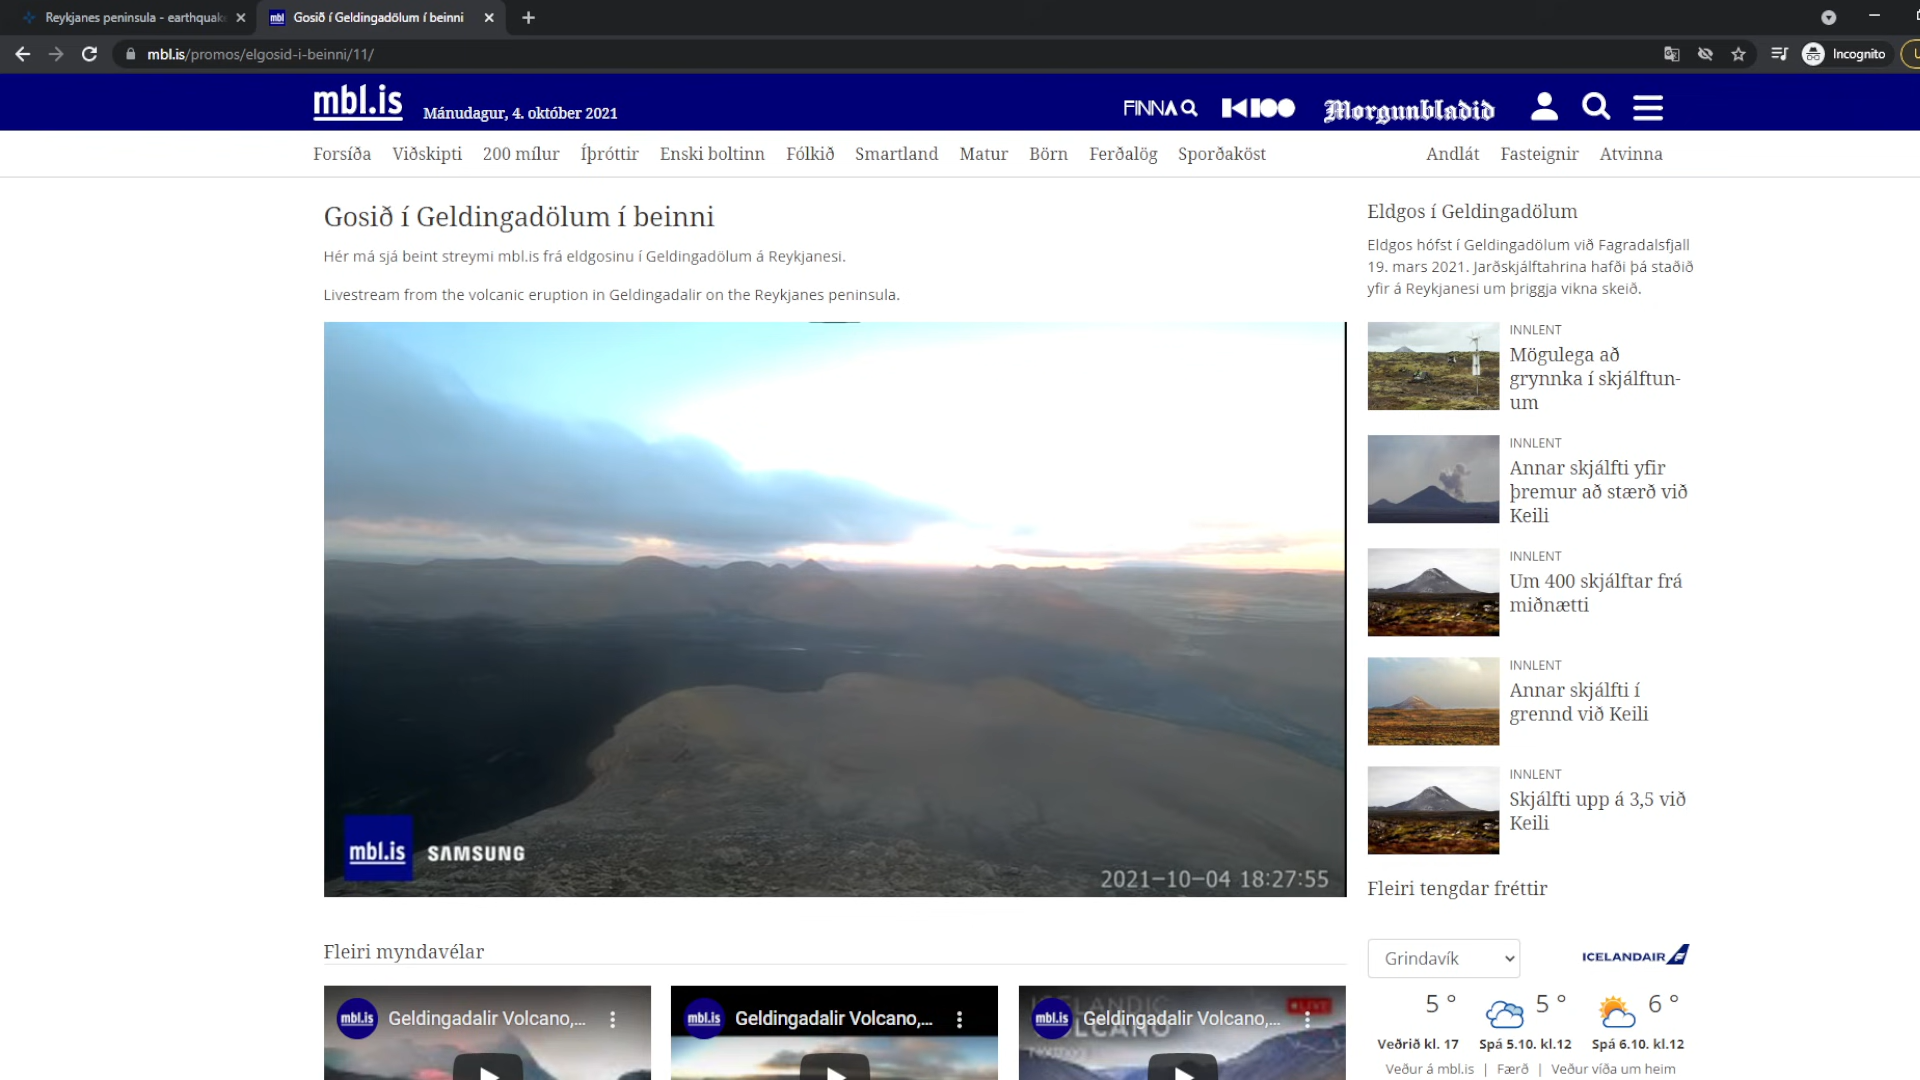 Reykjanes peninsula - earthquak
Gosið í Geldingadölum í beinni
mbl.is/promos/elgosid-i-beinni/11/
Incognito
mbl.is
Mánudagur, 4. október 2021
FINNA
K100
Morgunblaðið
Forsíða Viðskipti 200 mílur Íþróttir Enski boltinn Fólkið Smartland Matur Börn Ferðalög Sporðaköst Andlát Fasteignir Atvinna
Gosið í Geldingadölum í beinni
Hér má sjá beint streymi mbl.is frá eldgosinu í Geldingadölum á Reykjanesi.
Livestream from the volcanic eruption in Geldingadalir on the Reykjanes peninsula.
mbl.is
SAMSUNG
2021-10-04 18:27:55
Fleiri myndavélar
mbl.is Geldingadalir Volcano,...
mbl.is Geldingadalir Volcano,...
mbl.is Geldingadalir Volcano,...
LIVE
Eldgos í Geldingadölum
Eldgos hófst í Geldingadölum við Fagradalsfjall
19. mars 2021. Jarðskjálftahrina hafði þá staðið
yfir á Reykjanesi um þriggja vikna skeið.
INNLENT
Mögulega að
grynnka í skjálftun-
um
INNLENT
Annar skjálfti yfir
þremur að stærð við
Keili
INNLENT
Um 400 skjálftar frá
miðnætti
INNLENT
Annar skjálfti í
grennd við Keili
INNLENT
Skjálfti upp á 3,5 við
Keili
Fleiri tengdar fréttir
Grindavík
ICELANDAIR
5 ° 5 ° 6 °
Veðrið kl. 17 Spá 5.10. kl.12 Spá 6.10. kl.12
Veður á mbl.is | Færð | Veður víða um heim